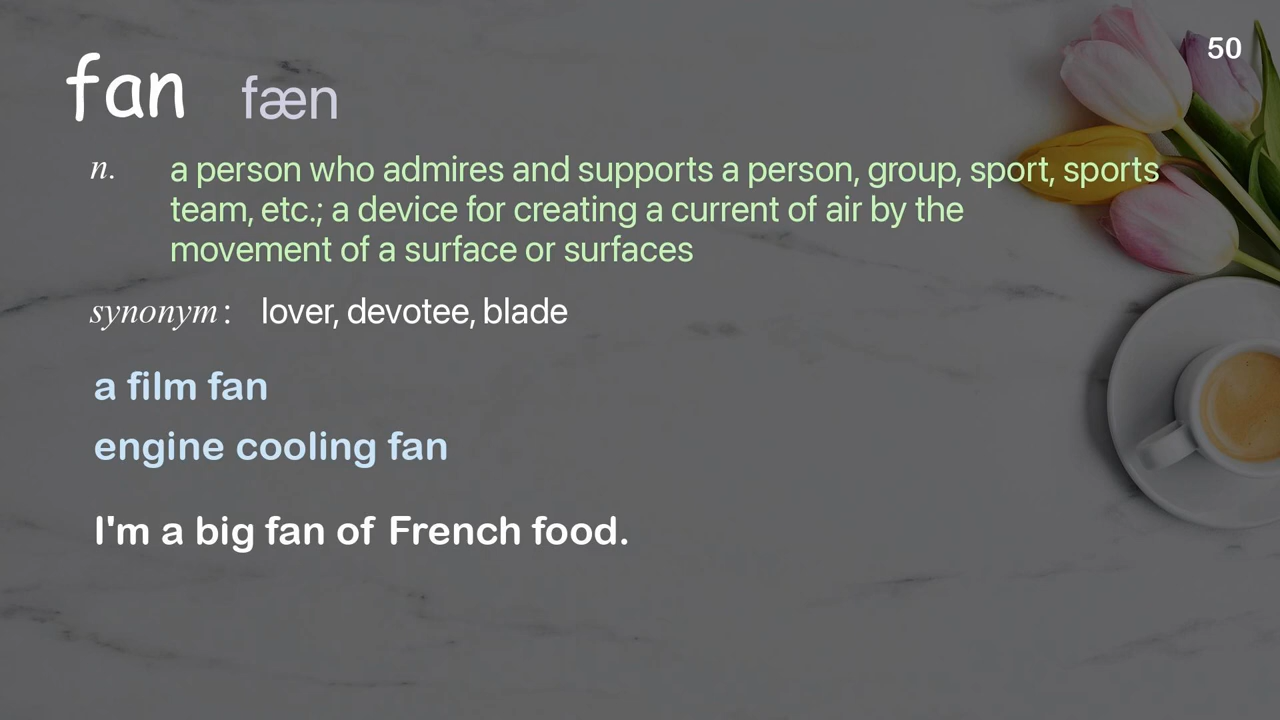 50
fan fæn
n. a person who admires and supports a person, group, sport, sports
team, etc.; a device for creating a current of air by the
movement of a surface or surfaces
synonym: lover, devotee, blade
a film fan
engine cooling fan
I'm a big fan of French food.